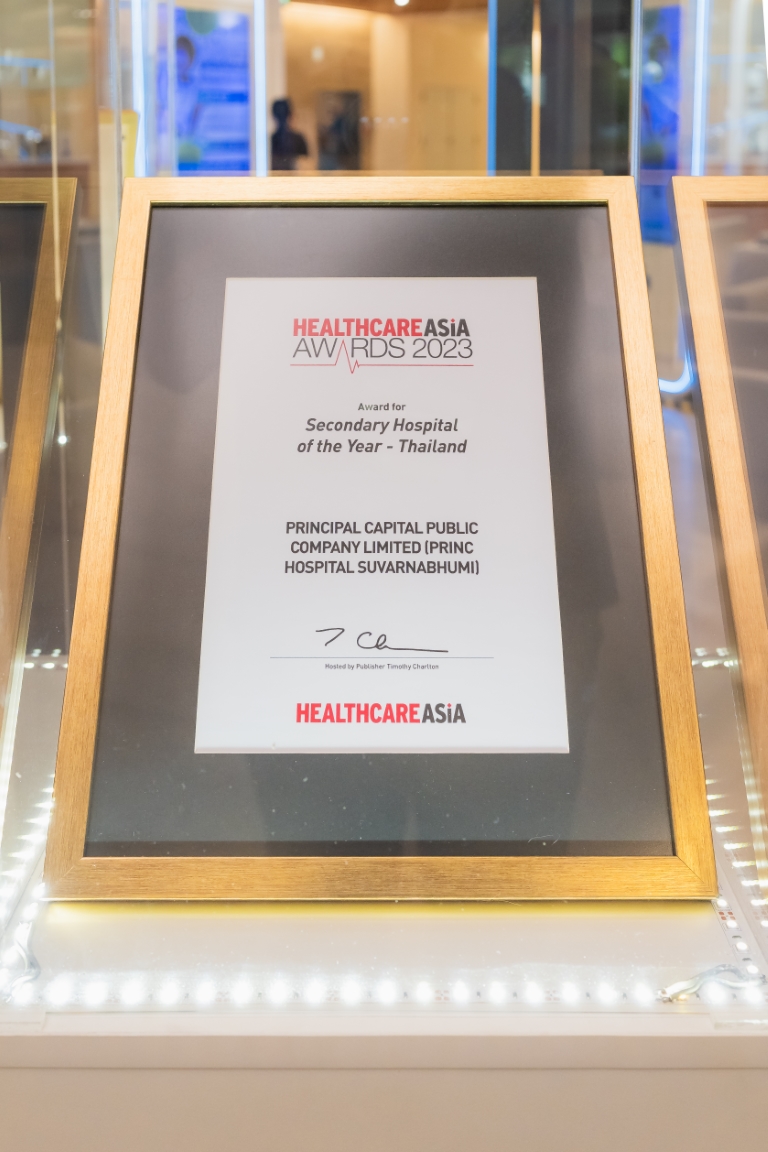 HEALTHCAREASiA
AWARDS 2023
Award for
Secondary Hospital
of the Year - Thailand
PRINCIPAL CAPITAL PUBLIC
COMPANY LIMITED (PRINC
HOSPITAL SUVARNABHUMI)
Hosted by Publisher Timothy Charlton
HEALTHCAREASiA